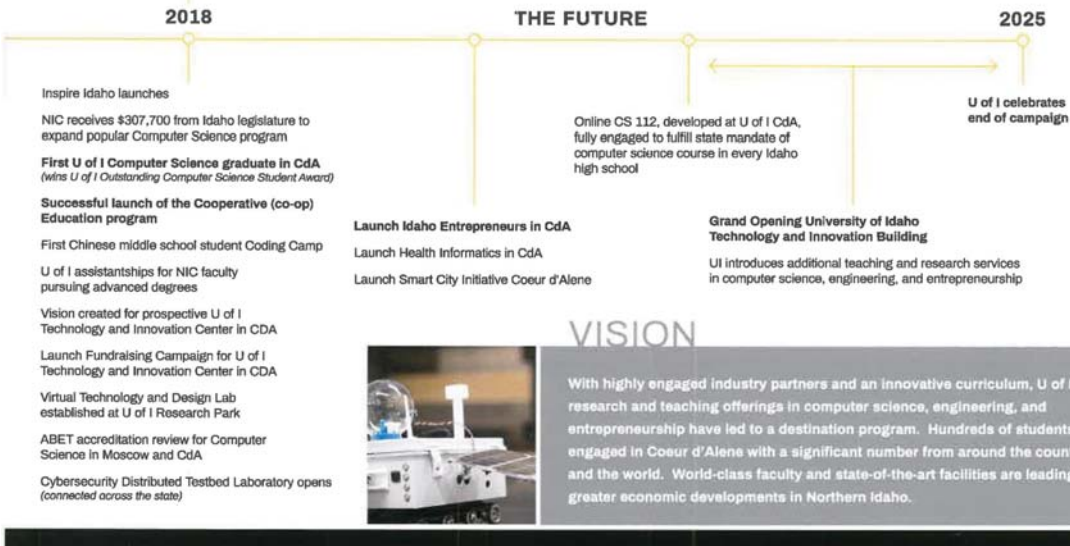 2018
THE FUTURE
2025
Inspire Idaho launches
NIC receives $307,700 from Idaho legislature to
expand popular Computer Science program
First U of I Computer Science graduate in CdA
(wins U of I Outstanding Computer Science Student Award)
Successful launch of the Cooperative (co-op)
Education program
First Chinese middle school student Coding Camp
U of I assistantships for NIC faculty
pursuing advanced degrees
Vision created for prospective U of I
Technology and Innovation Center in CDA
Launch Fundraising Campaign for U of I
Technology and Innovation Center in CDA
Virtual Technology and Design Lab
established at U of I Research Park
ABET accreditation review for Computer
Science in Moscow and CdA
Cybersecurity Distributed Testbed Laboratory opens
(connected across the state)
Launch Idaho Entrepreneurs in CdA
Launch Health Informatics in CdA
Launch Smart City Initiative Coeur d'Alene
Online CS 112, developed at U of I CdA,
fully engaged to fulfill state mandate of
computer science course in every Idaho
high school
Grand Opening University of Idaho
Technology and Innovation Building
UI introduces additional teaching and research services
in computer science, engineering, and entrepreneurship
U of I celebrates
end of campaign
VISION
With highly engaged industry partners and an innovative curriculum, U of I
research and teaching offerings in computer science, engineering, and
entrepreneurship have led to a destination program. Hundreds of students
engaged in Coeur d'Alene with a significant number from around the coun
and the world. World-class faculty and state-of-the-art facilities are leading
greater economic developments in Northern Idaho.